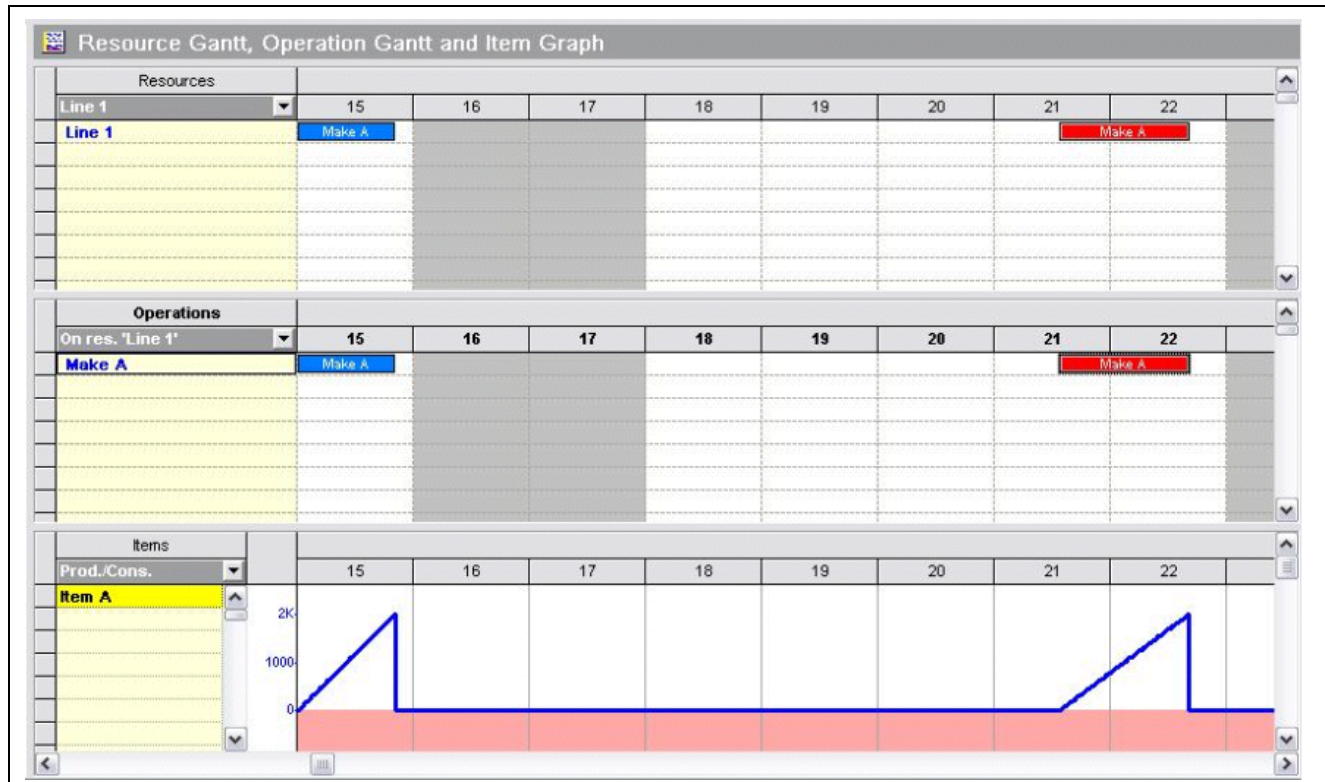 Resource Gantt, Operation Gantt and Item Graph
Resources
Line 1 15 16 17 18 19 20 21 22
Line 1 Make A Make A
Operations
On res. 'Line 1' 15 16 17 18 19 20 21 22
Make A Make A Make A
Items
Prod./Cons. 15 16 17 18 19 20 21 22
Item A
2K
1000
0